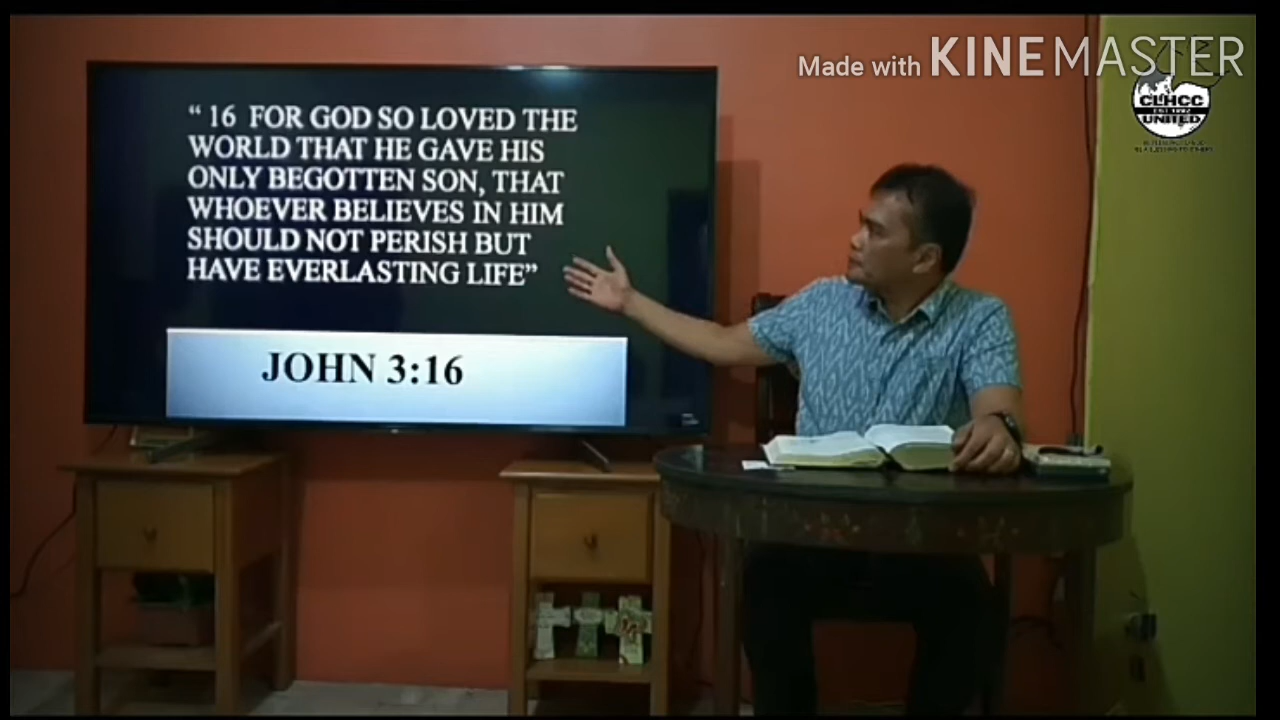 Made with KINEMASTER
CLHCC
UNITED
“ 16 FOR GOD SO LOVED THE
WORLD THAT HE GAVE HIS
ONLY BEGOTTEN SON, THAT
WHOEVER BELIEVES IN HIM
SHOULD NOT PERISH BUT
HAVE EVERLASTING LIFE”
JOHN 3:16